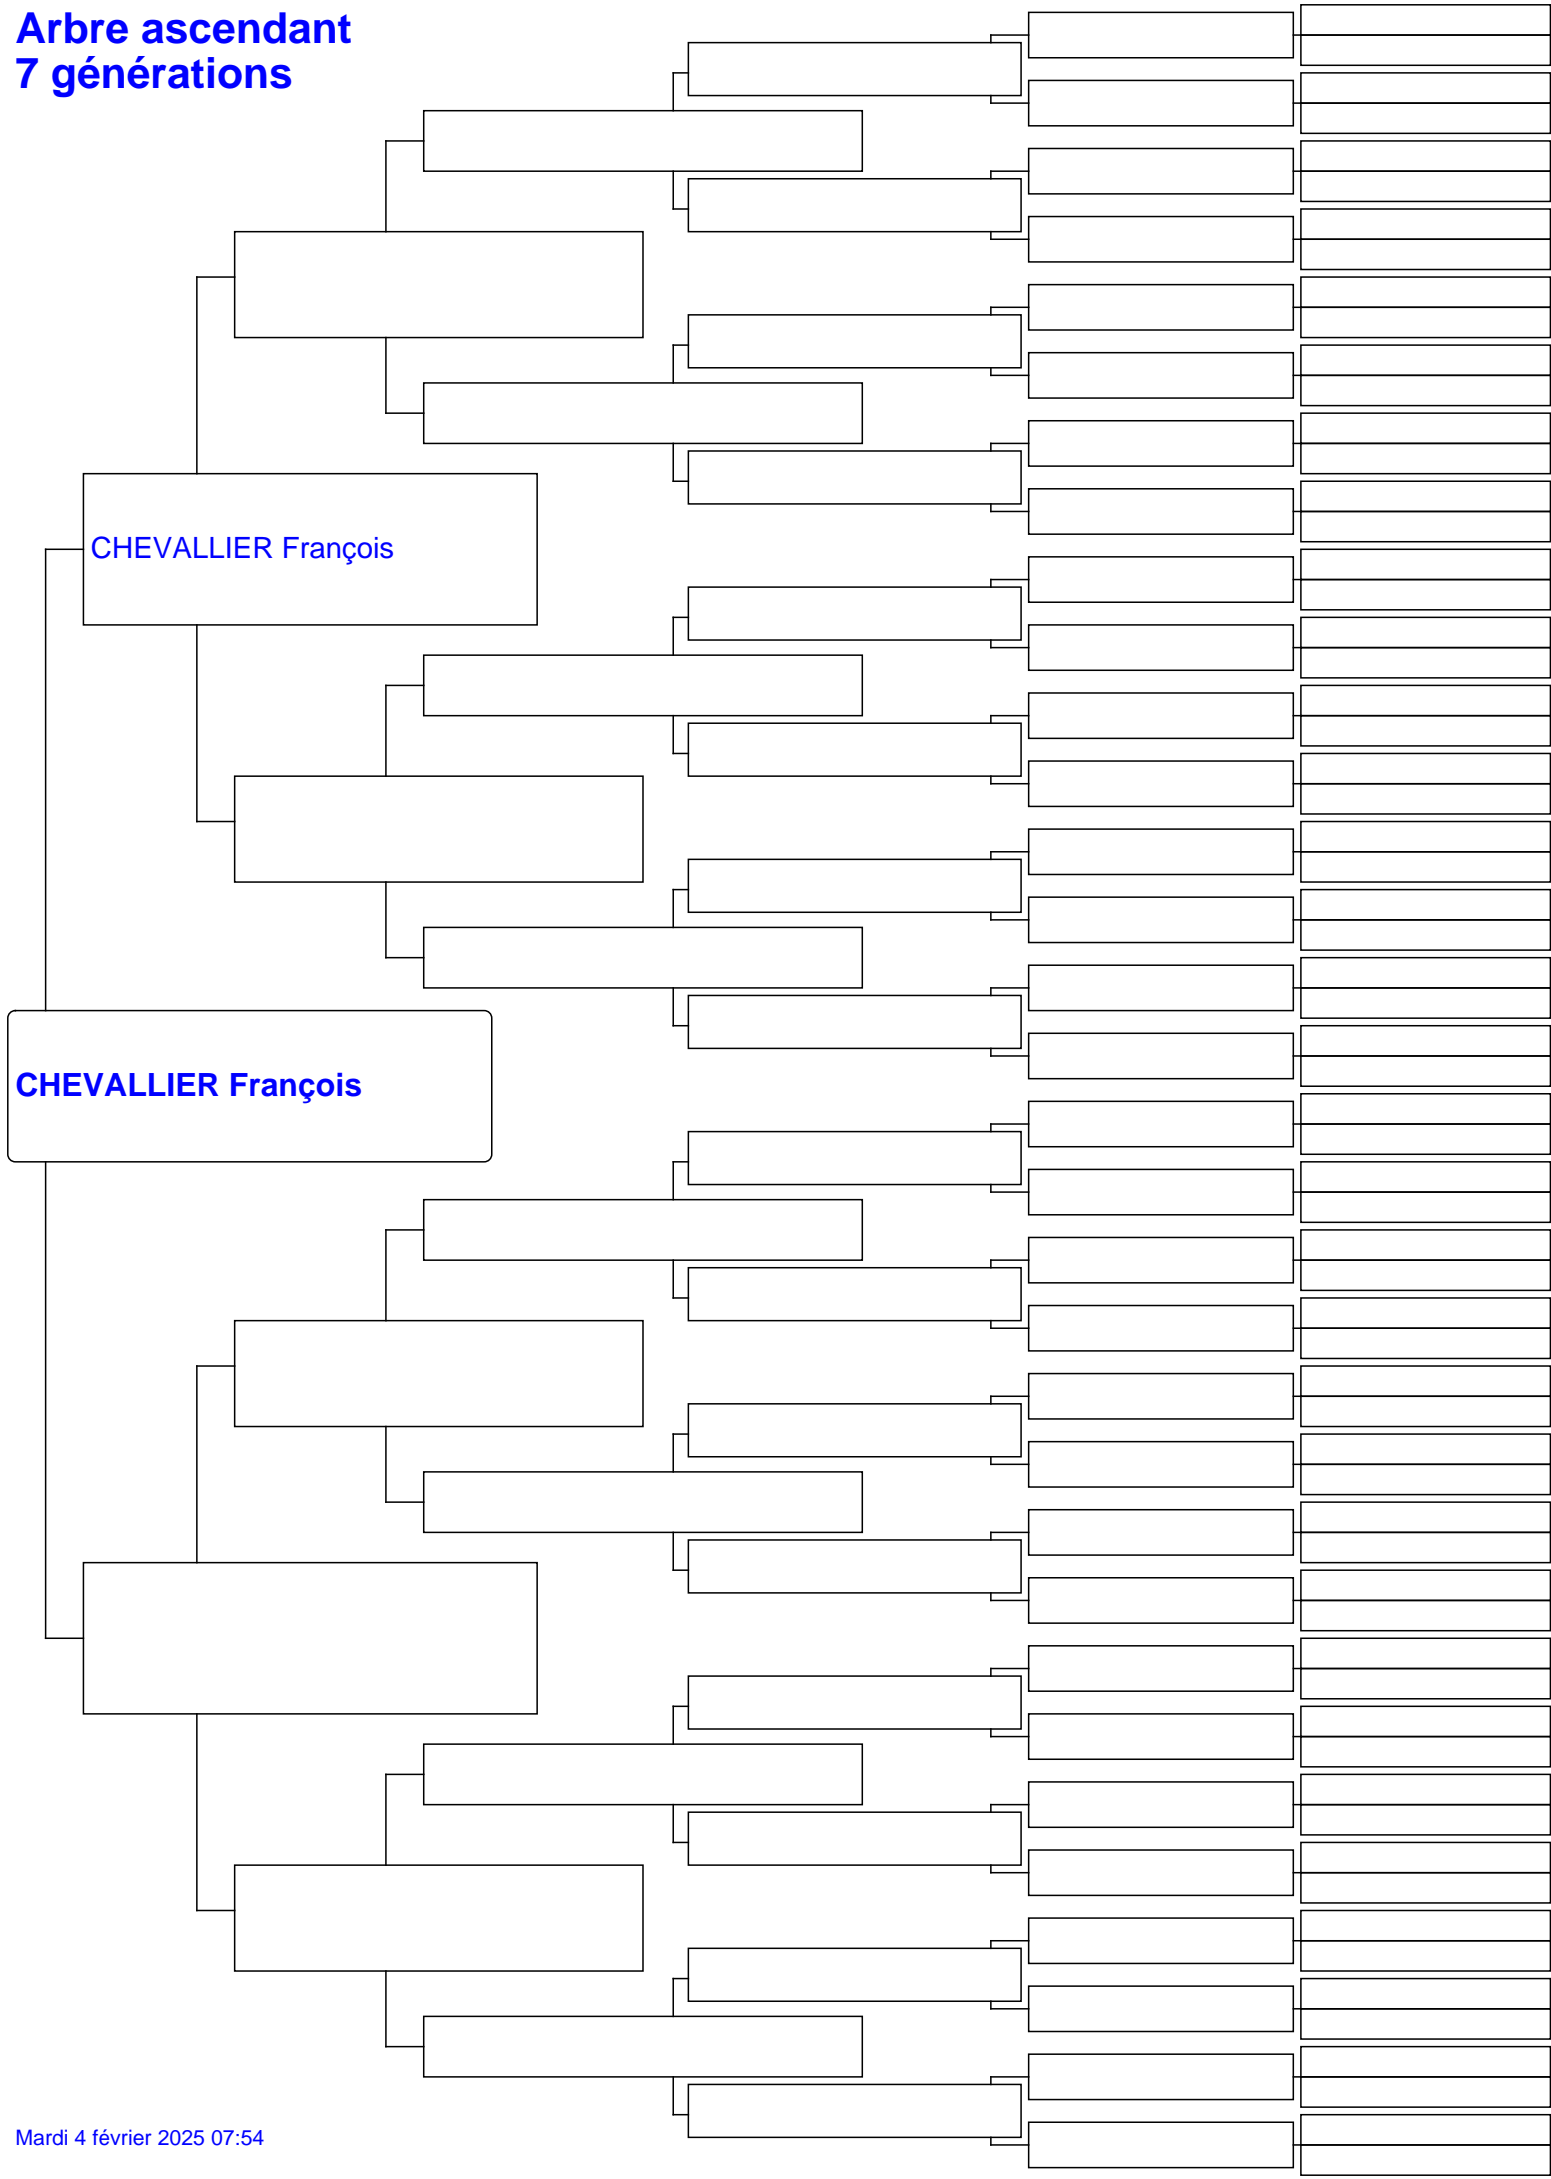 Arbre ascendant
7 générations
CHEVALLIER François
CHEVALLIER François
Mardi 4 février 2025 07:54